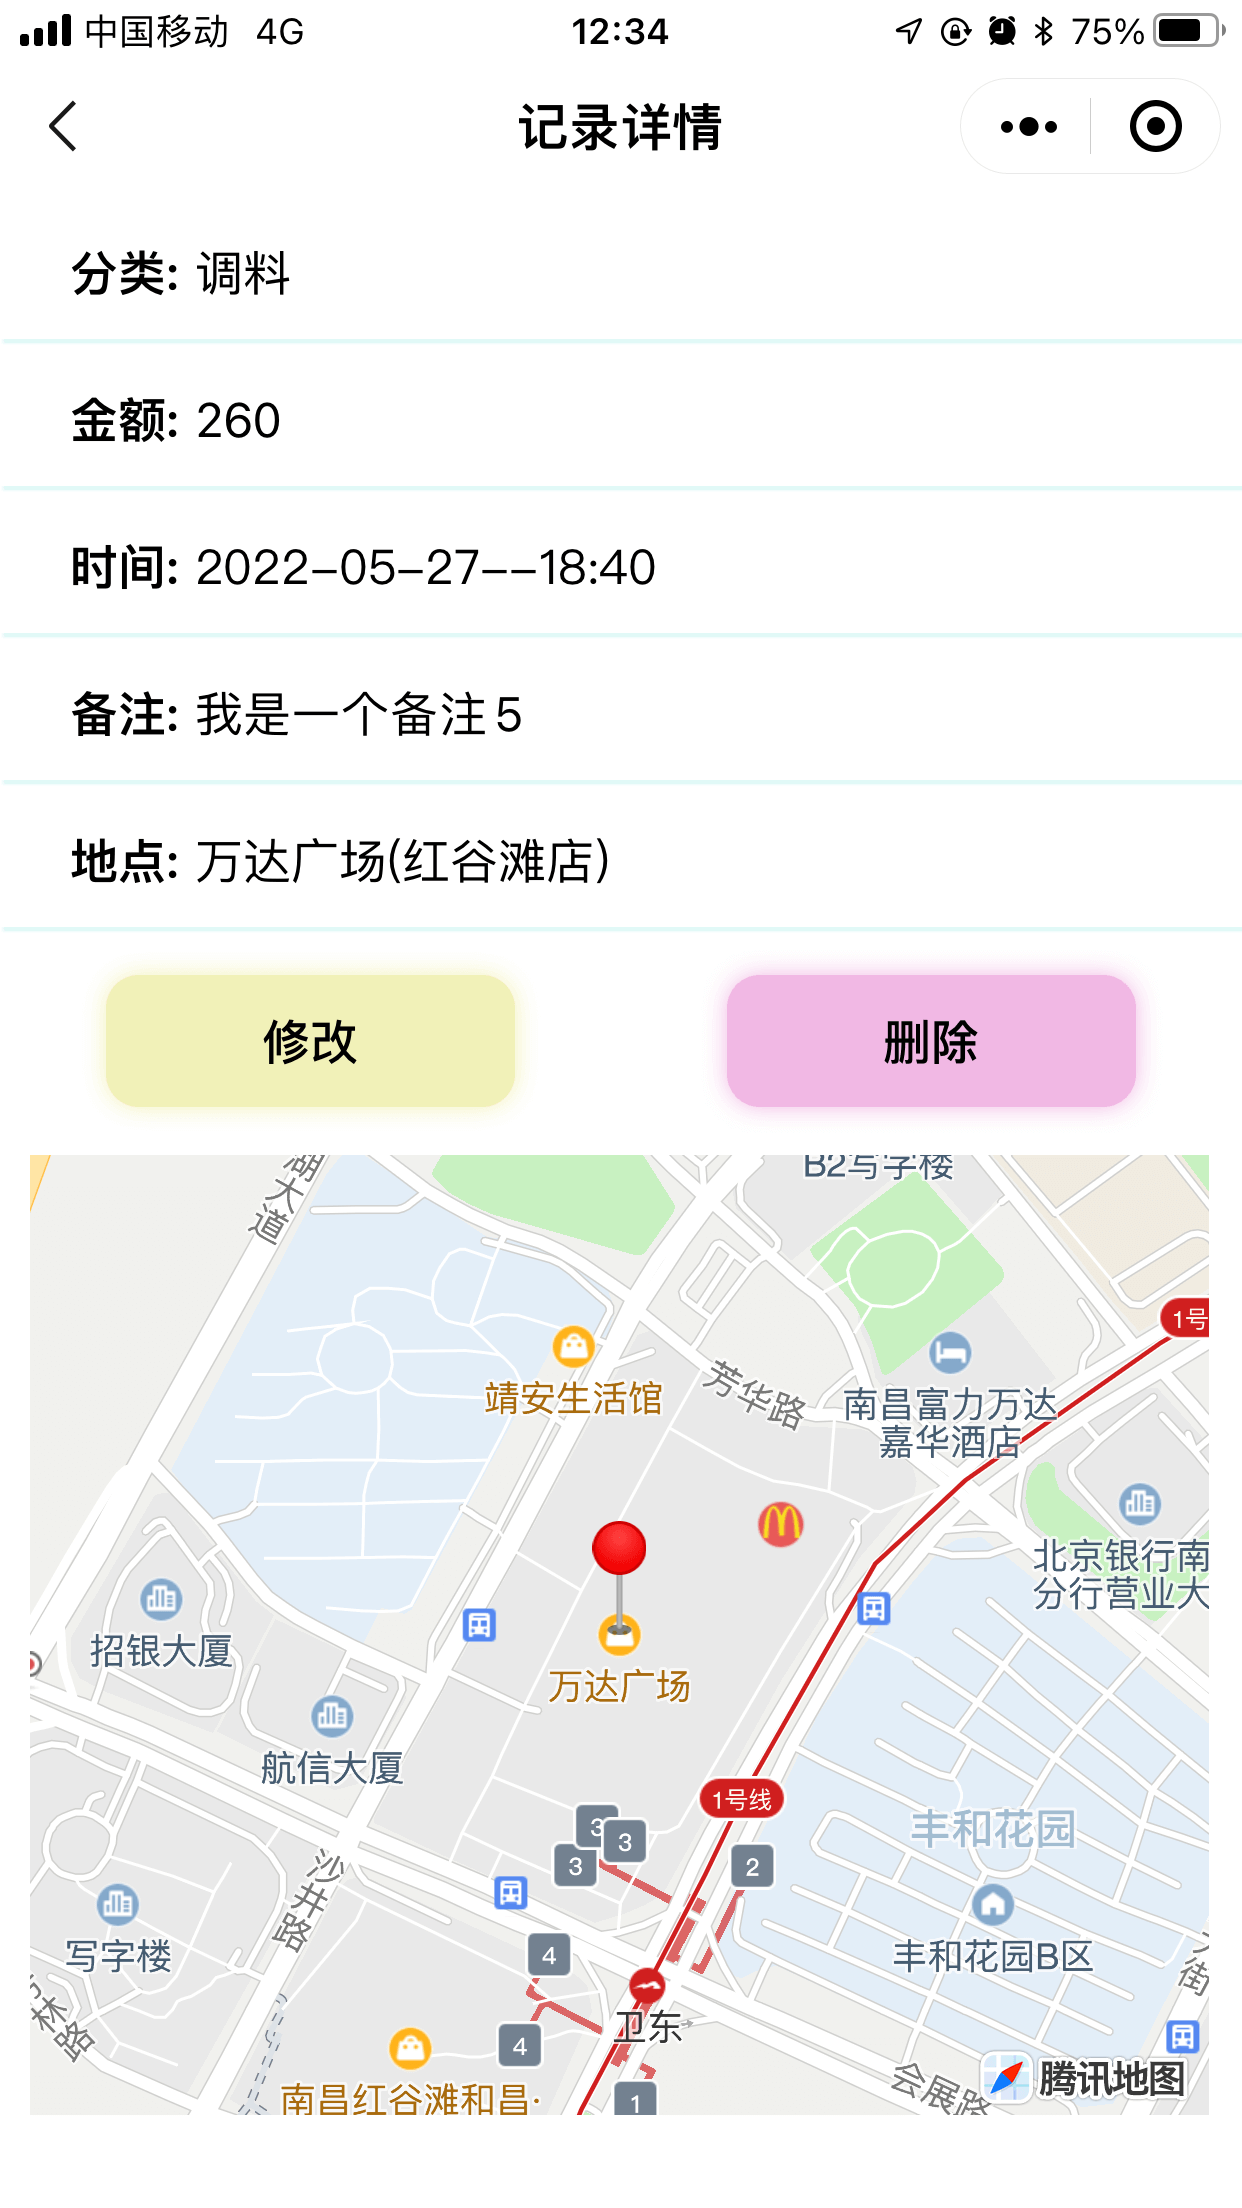 中国移动 4G 12:34 75%
记录详情
分类: 调料
金额: 260
时间: 2022-05-27--18:40
备注: 我是一个备注5
地点: 万达广场(红谷滩店)
修改 删除
湖大道
B2写字楼
1号
靖安生活馆
芳华路
南昌富力万达
嘉华酒店
北京银行南
分行营业大
招银大厦
万达广场
航信大厦
1号线
丰和花园
3
3
3
2
沙井路
写字楼
4
丰和花园B区
林路
卫东
4
街
会展路
腾讯地图
南昌红谷滩和昌·
1